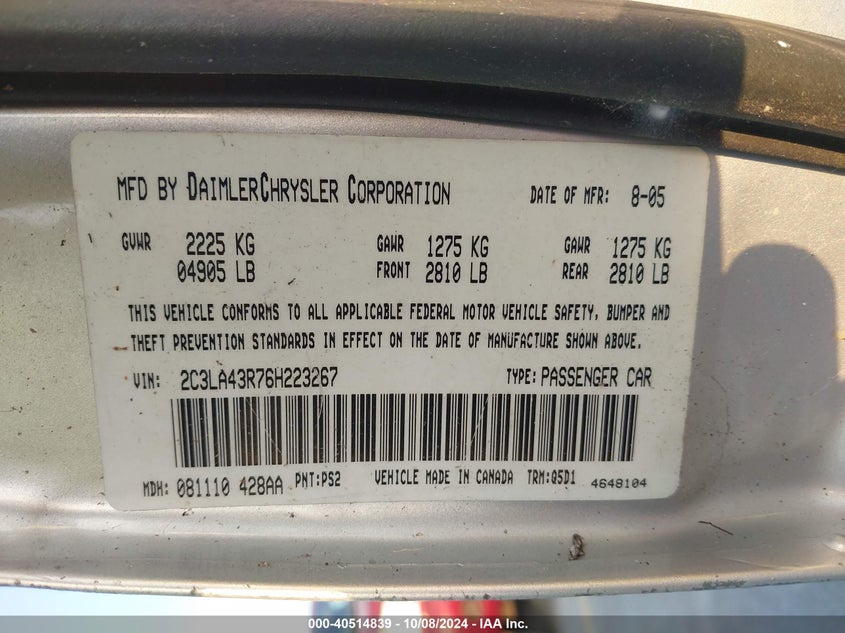 MFD BY DAIMLERCHRYSLER CORPORATION DATE OF MFR: 8-05
GVWR 2225 KG GAWR 1275 KG GAWR 1275 KG
04905 LB FRONT 2810 LB REAR 2810 LB
THIS VEHICLE CONFORMS TO ALL APPLICABLE FEDERAL MOTOR VEHICLE SAFETY, BUMPER AND
THEFT PREVENTION STANDARDS IN EFFECT ON THE DATE OF MANUFACTURE SHOWN ABOVE.
VIN: 2C3LA43R76H223267 TYPE: PASSENGER CAR
MDH: 081110 428AA PNT:PS2 VEHICLE MADE IN CANADA TRM:Q5D1 4648104
000-40514839 - 10/08/2024 - IAA Inc.